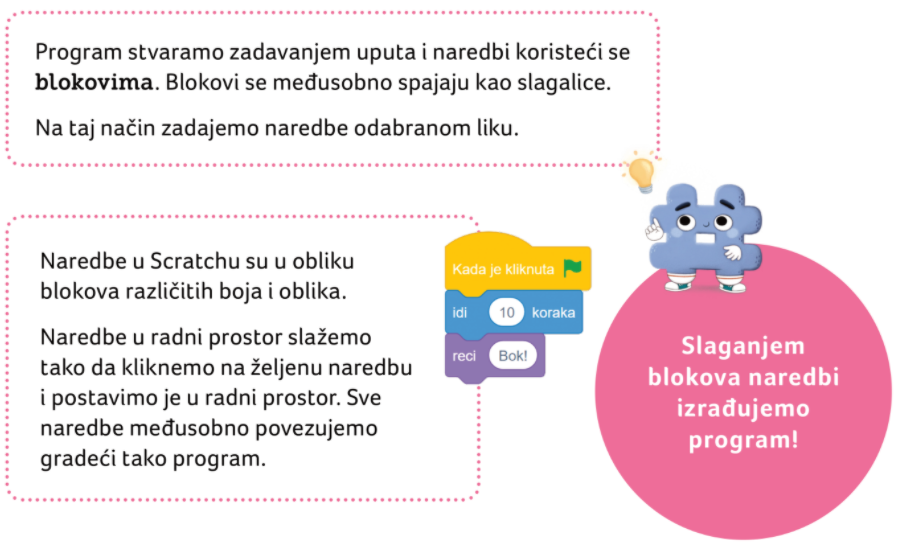 Program stvaramo zadavanjem uputa i naredbi koristeći se
blokovima. Blokovi se međusobno spajaju kao slagalice.
Na taj način zadajemo naredbe odabranom liku.
Naredbe u Scratchu su u obliku
blokova različitih boja i oblika.
Naredbe u radni prostor slažemo
tako da kliknemo na željenu naredbu
i postavimo je u radni prostor. Sve
naredbe međusobno povezujemo
gradeći tako program.
Kada je kliknuta
idi 10 koraka
reci Bok!
Slaganjem
blokova naredbi
izrađujemo
program!